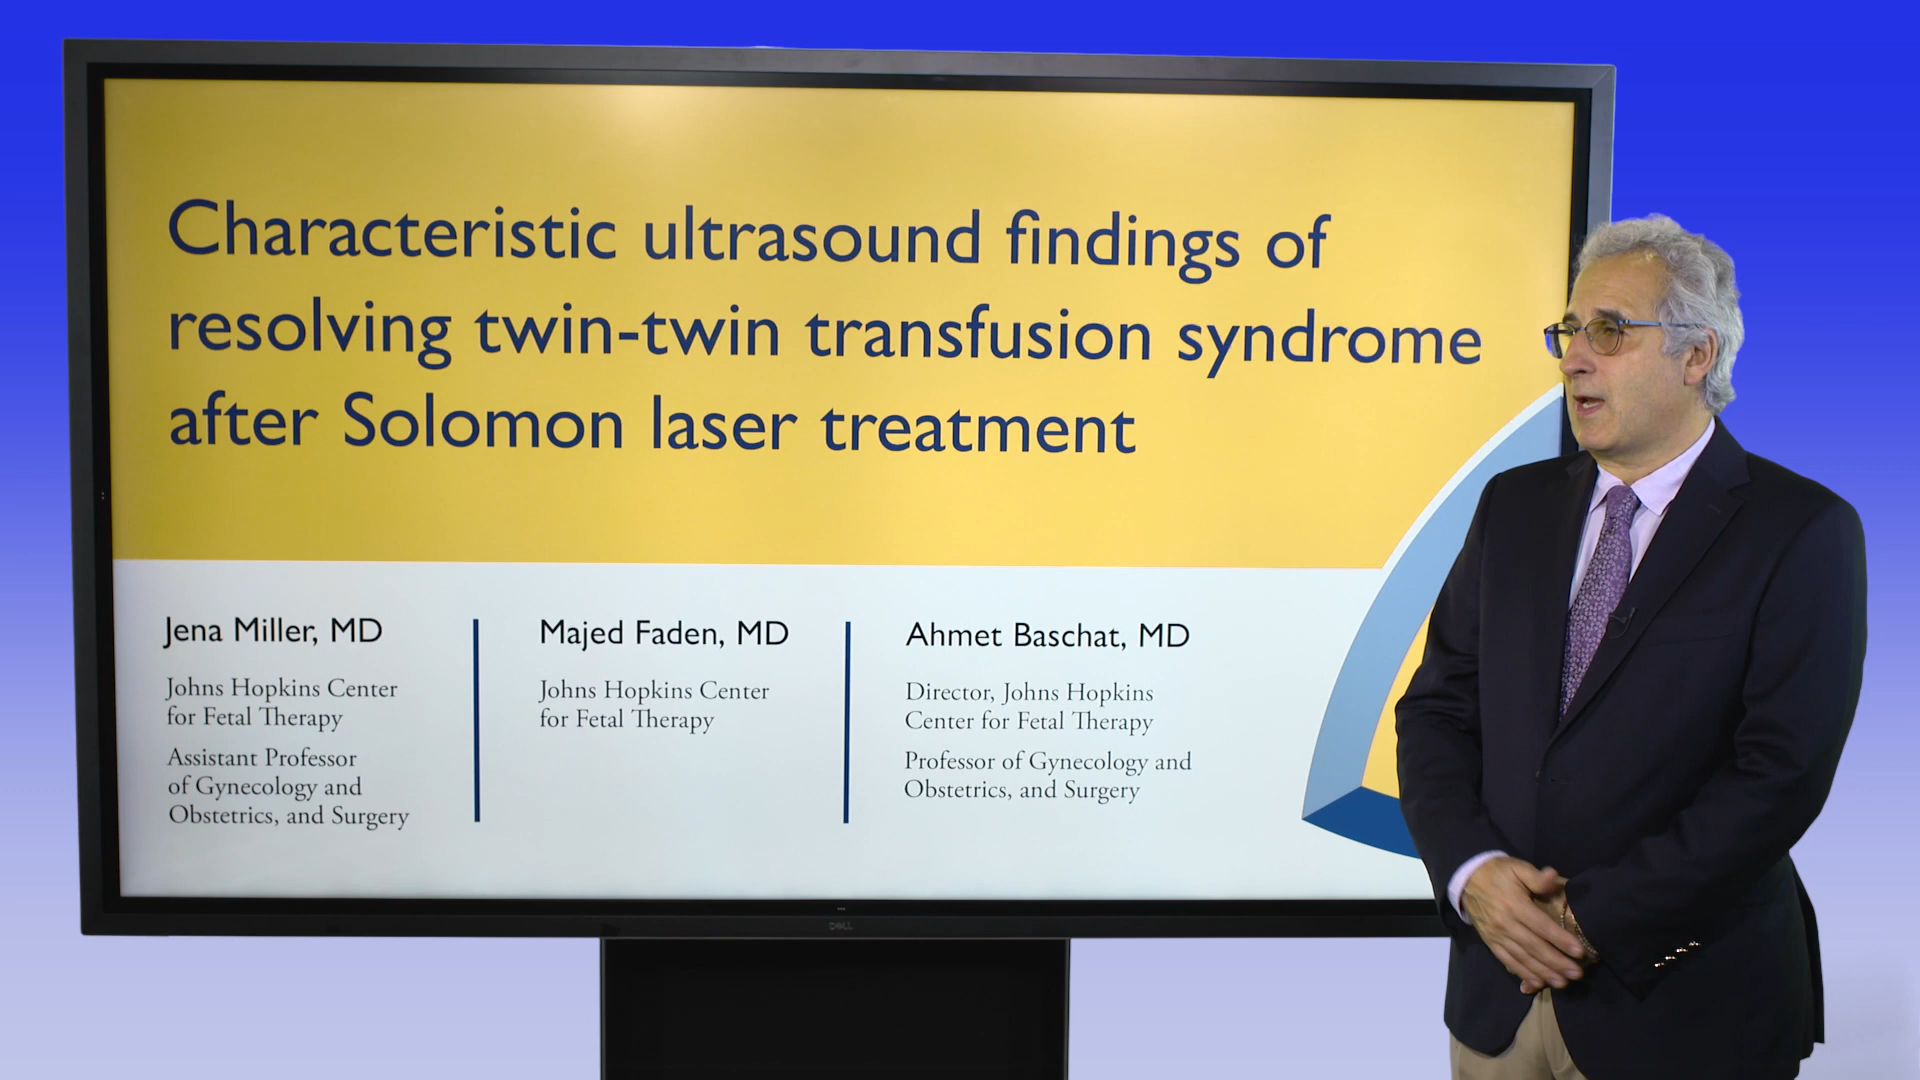 Characteristic ultrasound findings of
resolving twin-twin transfusion syndrome
after Solomon laser treatment
Jena Miller, MD
Johns Hopkins Center
for Fetal Therapy
Assistant Professor
of Gynecology and
Obstetrics, and Surgery
Majed Faden, MD
Johns Hopkins Center
for Fetal Therapy
Ahmet Baschat, MD
Director, Johns Hopkins
Center for Fetal Therapy
Professor of Gynecology and
Obstetrics, and Surgery
DELL